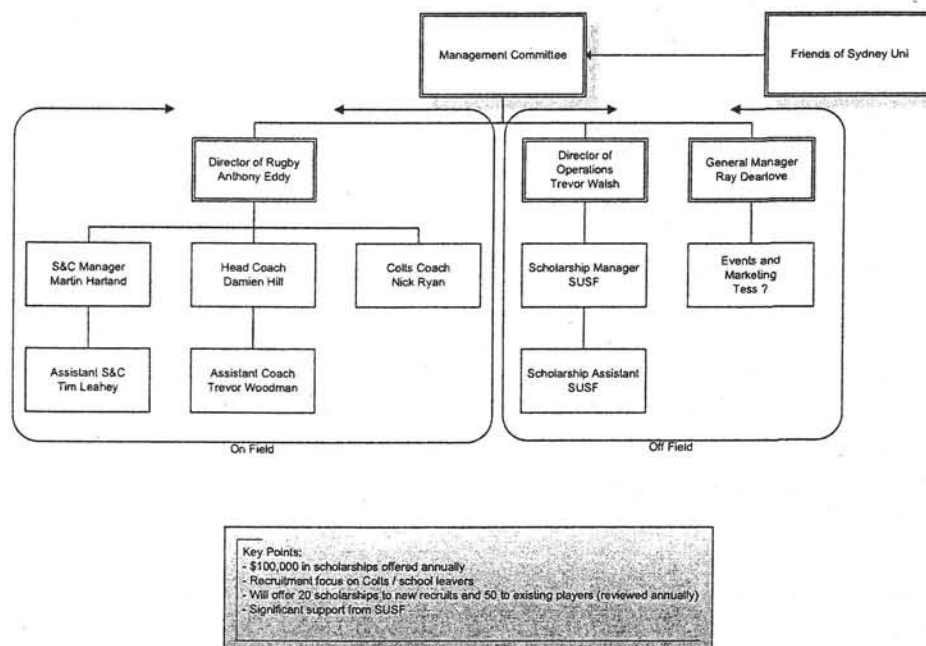 Management Committee
Friends of Sydney Uni
Director of Rugby
Anthony Eddy
Director of
Operations
Trevor Walsh
General Manager
Ray Dearlove
S&C Manager
Martin Harland
Head Coach
Damien Hill
Colts Coach
Nick Ryan
Scholarship Manager
SUSF
Events and
Marketing
Tess ?
Assistant S&C
Tim Leahey
Assistant Coach
Trevor Woodman
Scholarship Assistant
SUSF
On Field
Off Field
Key Points:
- $100,000 in scholarships offered annually
- Recruitment focus on Colts / school leavers
- Will offer 20 scholarships to new recruits and 50 to existing players (reviewed annually)
- Significant support from SUSF